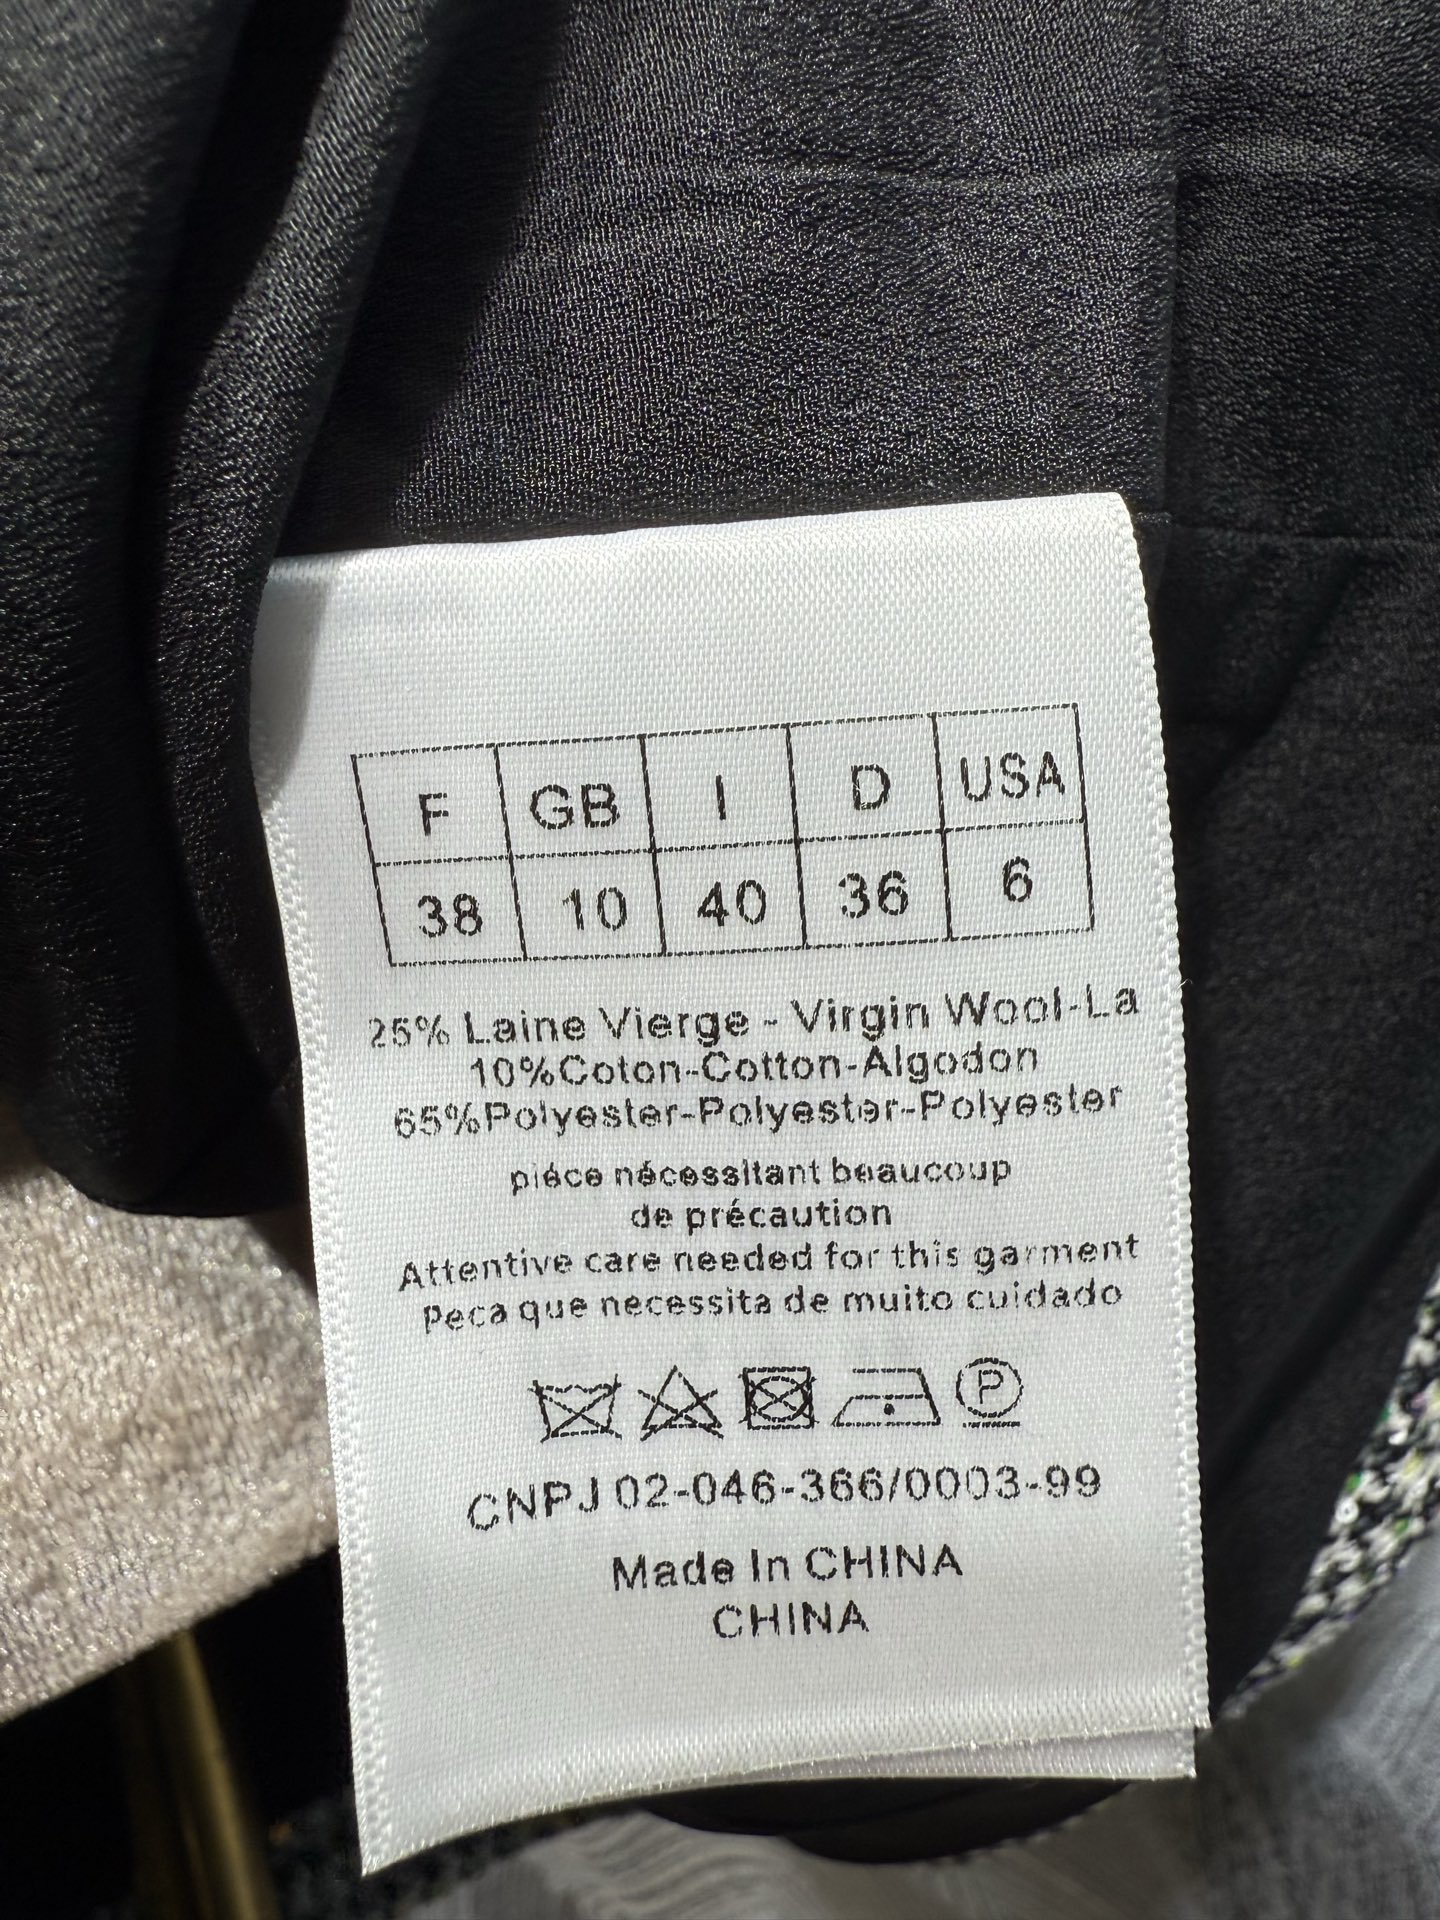 F GB I D USA
38 10 40 36 6
25% Laine Vierge - Virgin Wool-La
10%Coton-Cotton-Algodon
65%Polyester-Polyester-Polyester
piéce nécessitant beaucoup
de précaution
Attentive care needed for this garment
Peca que necessita de muito cuidado
P
CNPJ 02-046-366/0003-99
Made In CHINA
CHINA